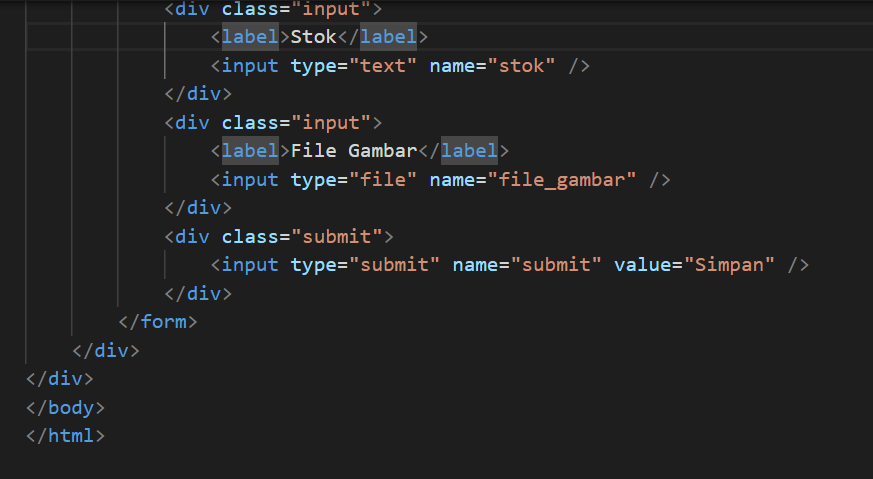 <div class="input">
<label>Stok</label>
<input type="text" name="stok" />
</div>
<div class="input">
<label>File Gambar</label>
<input type="file" name="file_gambar" />
</div>
<div class="submit">
<input type="submit" name="submit" value="Simpan" />
</div>
</form>
</div>
</div>
</body>
</html>